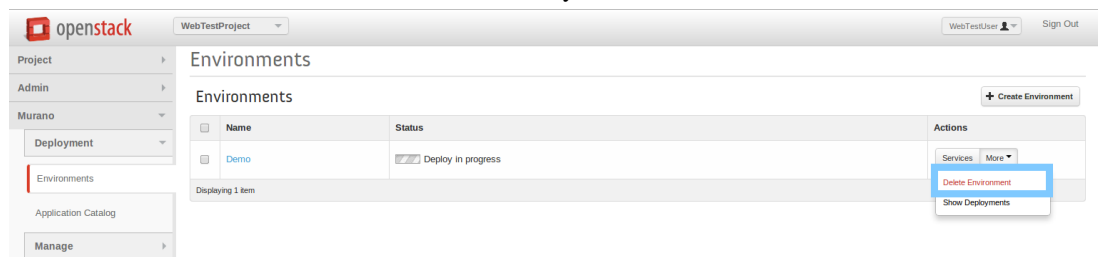 openstack
WebTestProject
WebTestUser
Sign Out
Project
Admin
Murano
Deployment
Environments
Application Catalog
Manage
Environments
Environments
Create Environment
Name Status Actions
Demo Deploy in progress Services More
Delete Environment
Show Deployments
Displaying 1 item